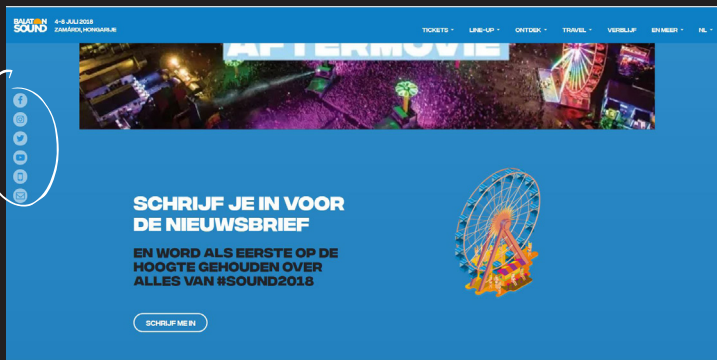 BALATON
SOUND
4-8 JULI 2018
ZAMÁRDI, HONGARIJE
TICKETS
LINE-UP
ONTDEK
TRAVEL
VERBLIJF
EN MEER
NL
AFTERMOVIE
SCHRIJF JE IN VOOR
DE NIEUWSBRIEF
EN WORD ALS EERSTE OP DE
HOOGTE GEHOUDEN OVER
ALLES VAN #SOUND2018
SCHRIJF ME IN